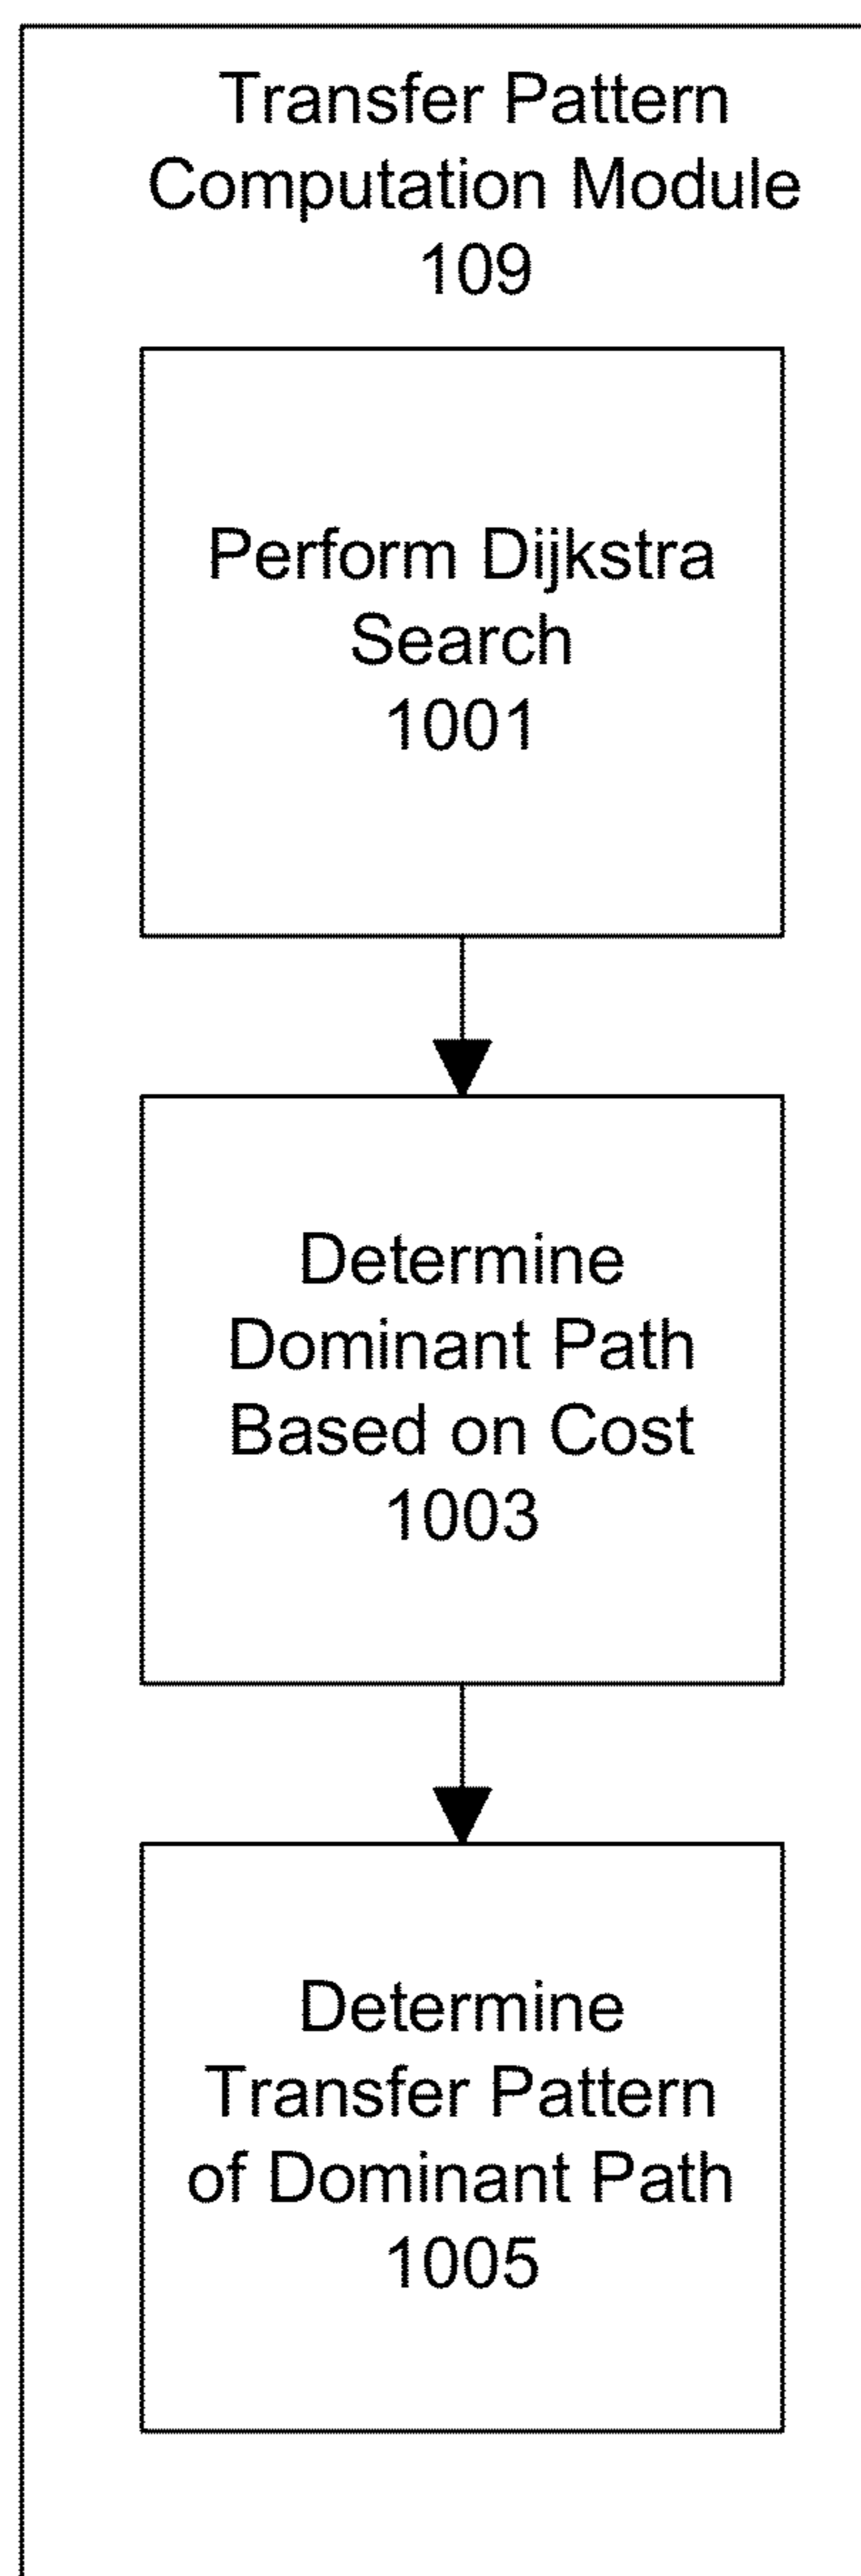 Transfer Pattern
Computation Module
109
Perform Dijkstra
Search
1001
Determine
Dominant Path
Based on Cost
1003
Determine
Transfer Pattern
of Dominant Path
1005